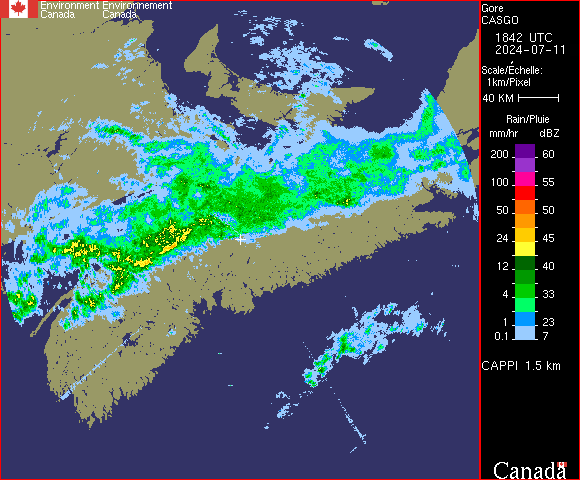 Environment Environnement
Canada Canada
Gore
CASGO
1842 UTC
2024-07-11
Scale/Échelle:
1km/Pixel
40 KM
Rain/Pluie
mm/hr dBZ
200 60
100 55
50 50
24 45
12 40
4 33
1 23
0.1 7
CAPPI 1.5 km
Canada